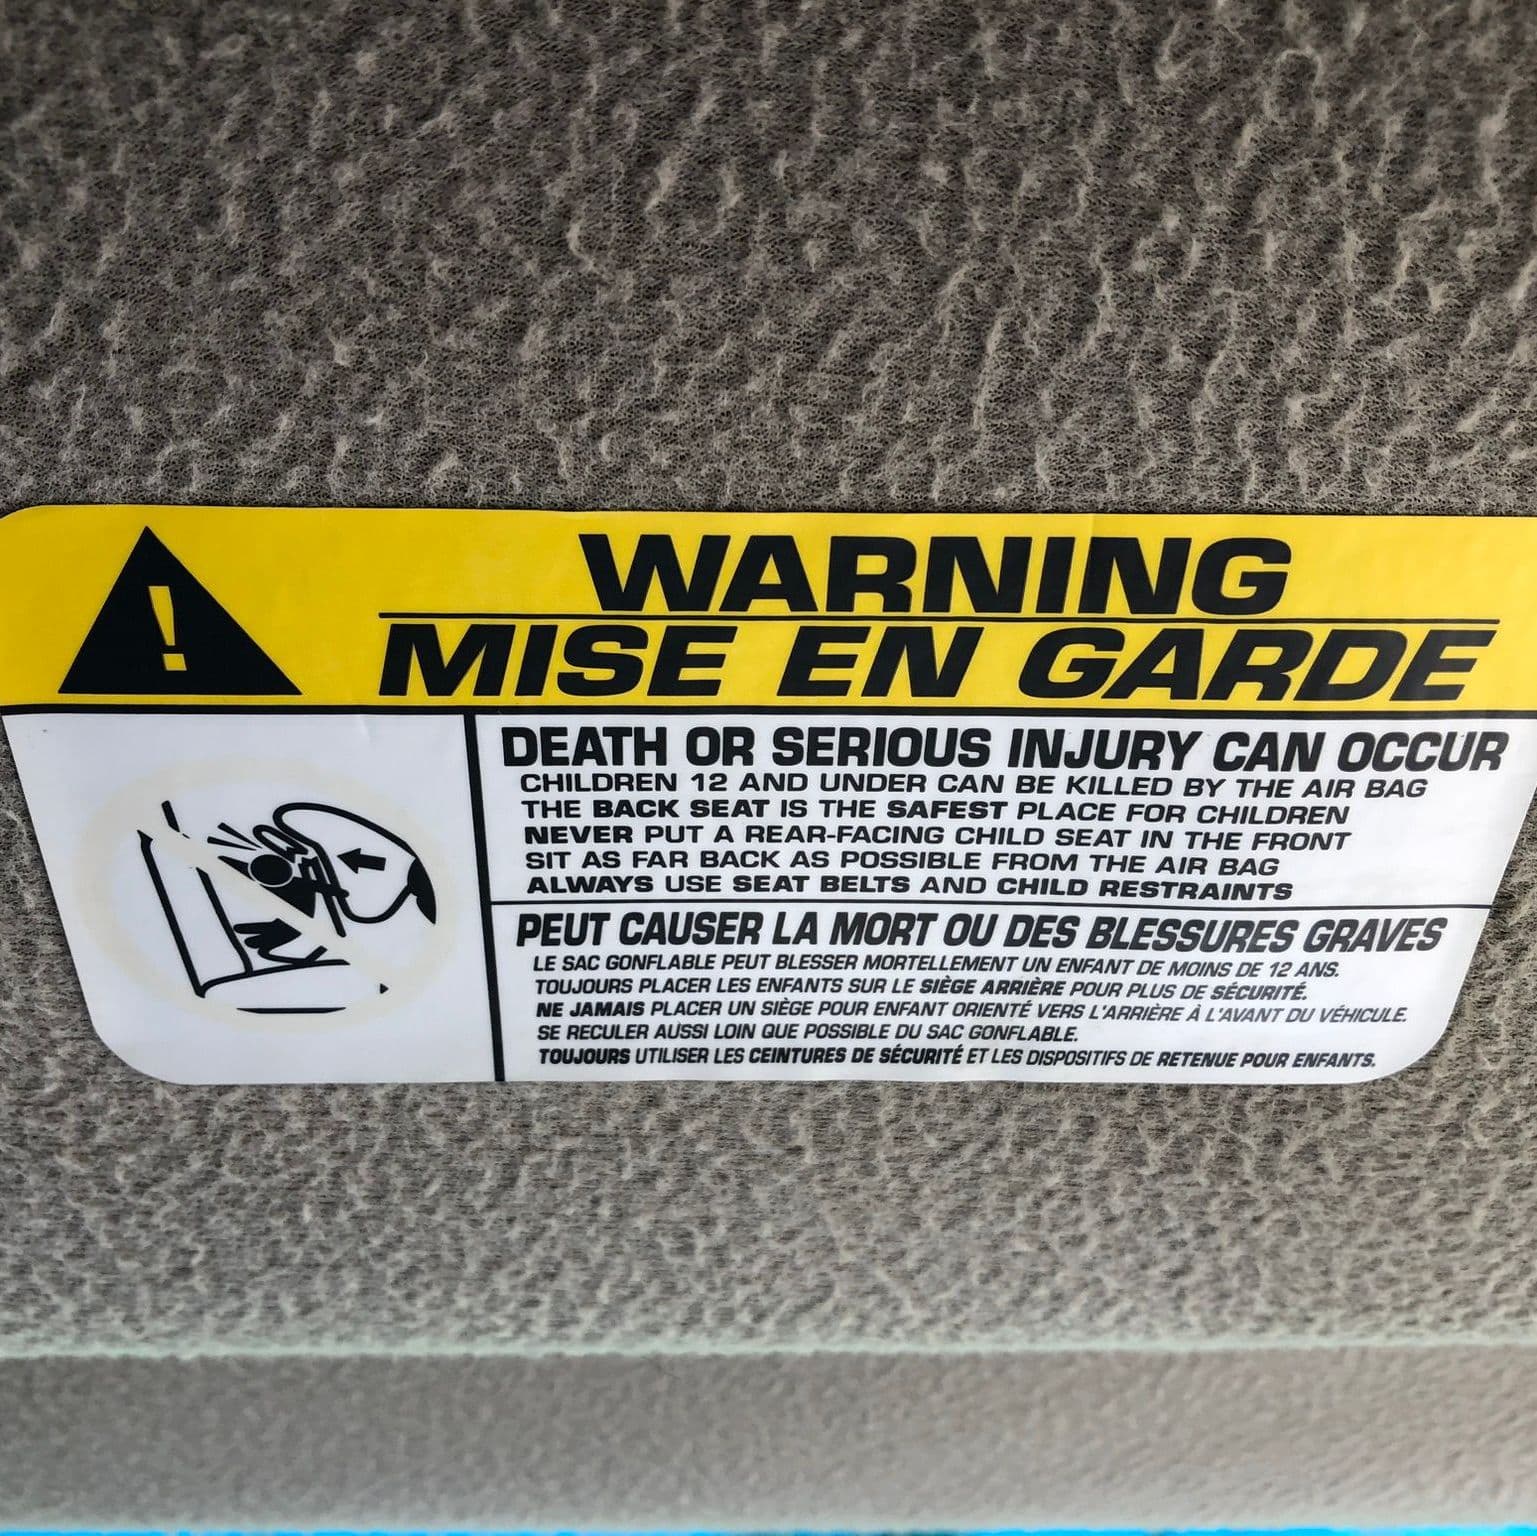 WARNING
MISE EN GARDE
DEATH OR SERIOUS INJURY CAN OCCUR
CHILDREN 12 AND UNDER CAN BE KILLED BY THE AIR BAG
THE BACK SEAT IS THE SAFEST PLACE FOR CHILDREN
NEVER PUT A REAR-FACING CHILD SEAT IN THE FRONT
SIT AS FAR BACK AS POSSIBLE FROM THE AIR BAG
ALWAYS USE SEAT BELTS AND CHILD RESTRAINTS
PEUT CAUSER LA MORT OU DES BLESSURES GRAVES
LE SAC GONFLABLE PEUT BLESSER MORTELLEMENT UN ENFANT DE MOINS DE 12 ANS.
TOUJOURS PLACER LES ENFANTS SUR LE SIÈGE ARRIÈRE POUR PLUS DE SÉCURITÉ.
NE JAMAIS PLACER UN SIÈGE POUR ENFANT ORIENTÉ VERS L'ARRIÈRE À L'AVANT DU VÉHICULE.
SE RECULER AUSSI LOIN QUE POSSIBLE DU SAC GONFLABLE.
TOUJOURS UTILISER LES CEINTURES DE SÉCURITÉ ET LES DISPOSITIFS DE RETENUE POUR ENFANTS.